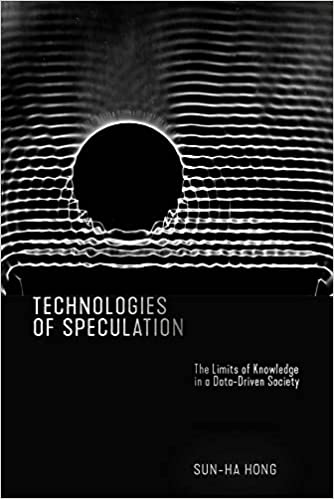 TECHNOLOGIES
OF SPECULATION
The Limits of Knowledge
in a Data-Driven Society
SUN-HA HONG